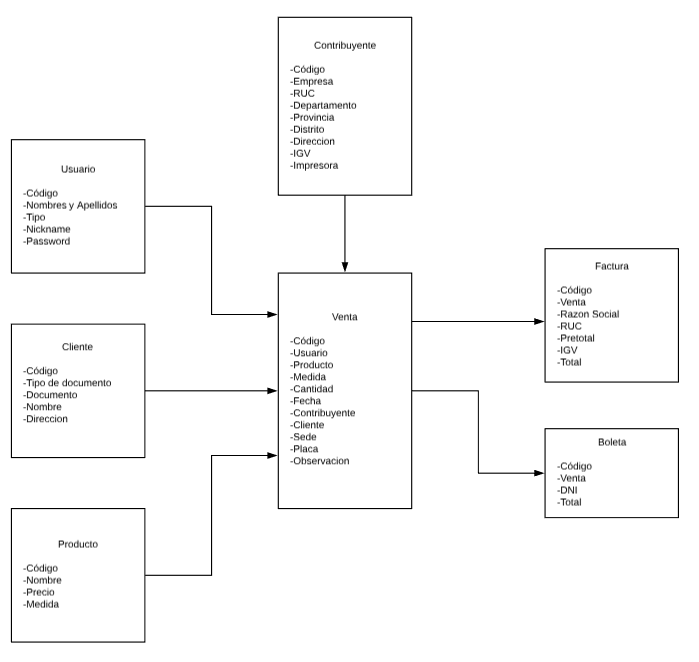 Contribuyente
-Código
-Empresa
-RUC
-Departamento
-Provincia
-Distrito
-Direccion
-IGV
-Impresora
Usuario
-Código
-Nombres y Apellidos
-Tipo
-Nickname
-Password
Cliente
-Código
-Tipo de documento
-Documento
-Nombre
-Direccion
Producto
-Código
-Nombre
-Precio
-Medida
Venta
-Código
-Usuario
-Producto
-Medida
-Cantidad
-Fecha
-Contribuyente
-Cliente
-Sede
-Placa
-Observacion
Factura
-Código
-Venta
-Razon Social
-RUC
-Pretotal
-IGV
-Total
Boleta
-Código
-Venta
-DNI
-Total